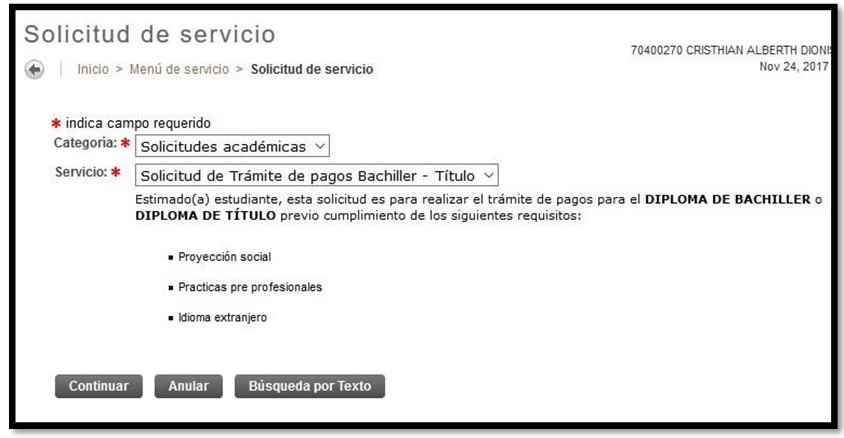 Solicitud de servicio
70400270 CRISTHIAN ALBERTH
Nov 24, 2017
Inicio > Menú de servicio > Solicitud de servicio
* indica campo requerido
Categoria: * Solicitudes académicas
Servicio: * Solicitud de Trámite de pagos Bachiller - Título
Estimado(a) estudiante, esta solicitud es para realizar el trámite de pagos para el DIPLOMA DE BACHILLER o
DIPLOMA DE TÍTULO previo cumplimiento de los siguientes requisitos:
▪ Proyección social
▪ Practicas pre profesionales
▪ Idioma extranjero
Continuar Anular Búsqueda por Texto